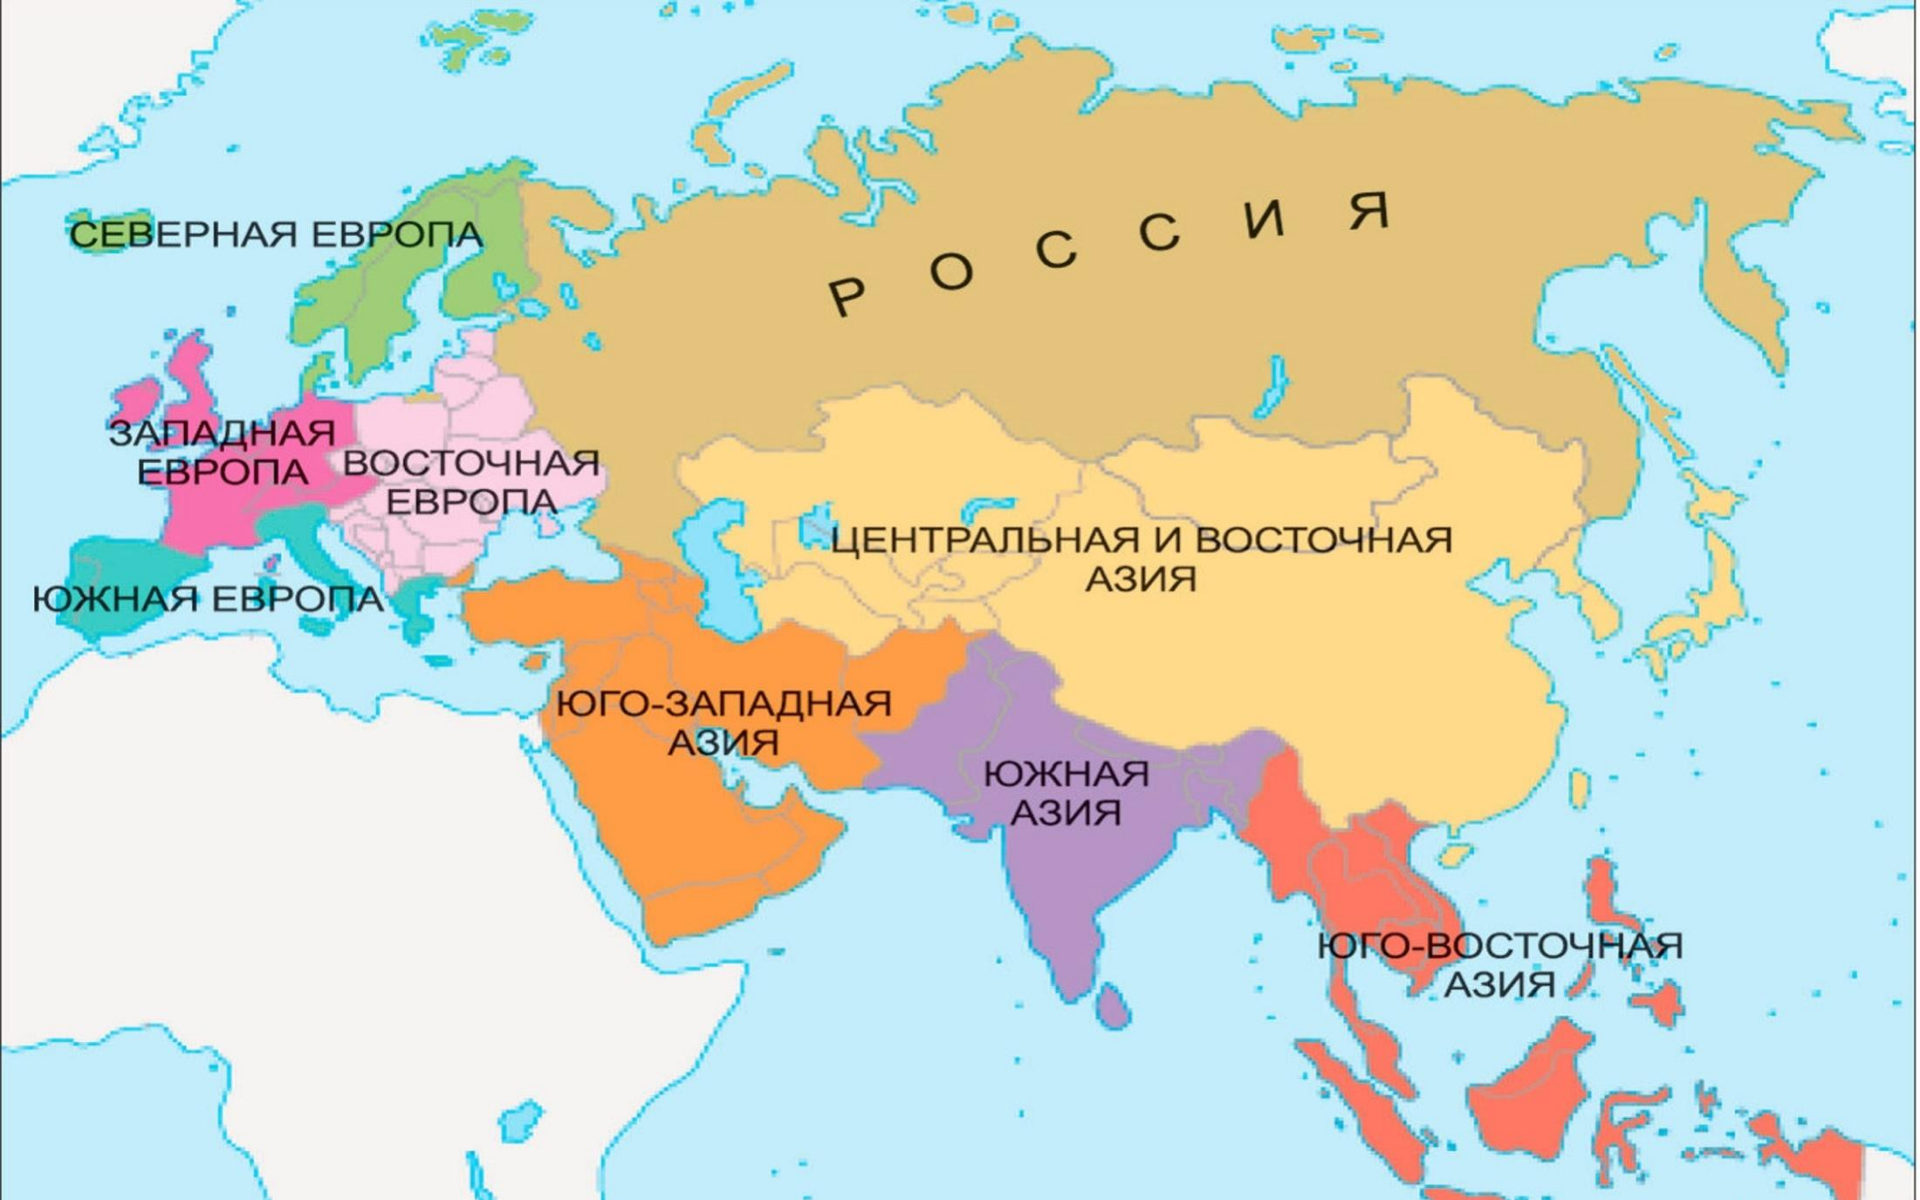 РОССИЯ
СЕВЕРНАЯ ЕВРОПА
ЗАПАДНАЯ
ЕВРОПА
ВОСТОЧНАЯ
ЕВРОПА
ЮЖНАЯ ЕВРОПА
ЦЕНТРАЛЬНАЯ И ВОСТОЧНАЯ
АЗИЯ
ЮГО-ЗАПАДНАЯ
АЗИЯ
ЮЖНАЯ
АЗИЯ
ЮГО-ВОСТОЧНАЯ
АЗИЯ